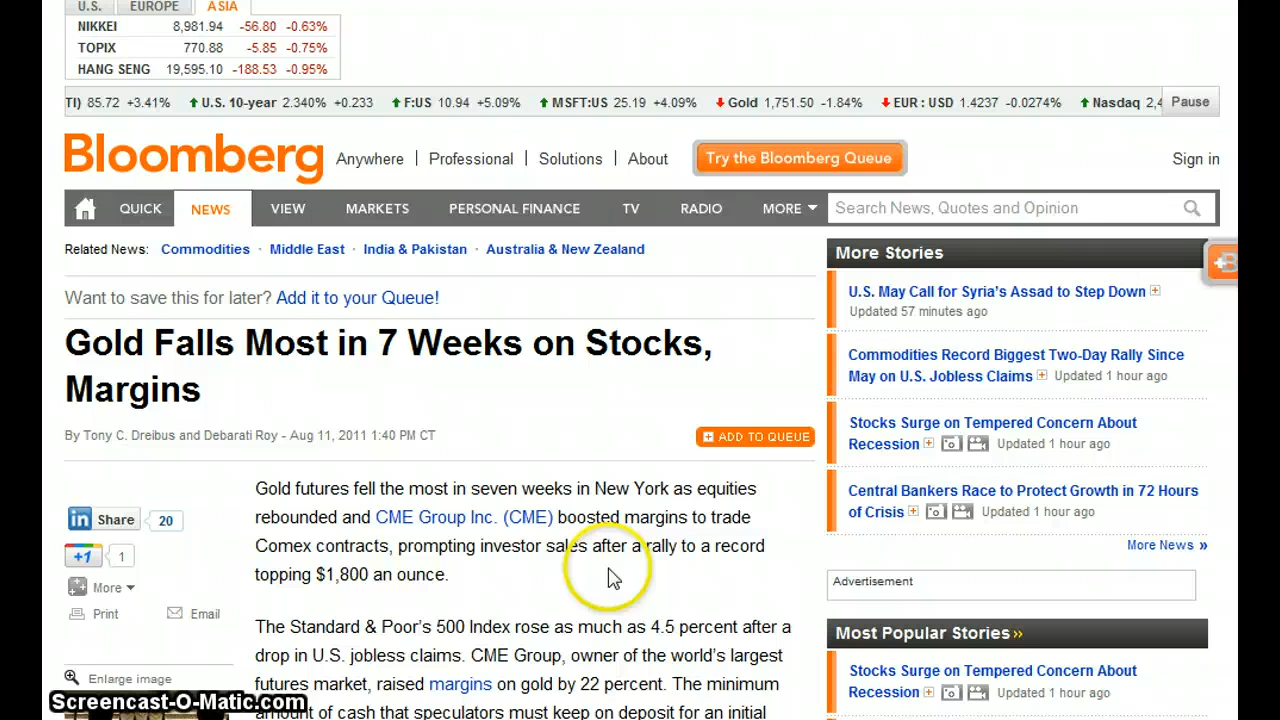 U.S. EUROPE ASIA
NIKKEI 8,981.94 -56.80 -0.63%
TOPIX 770.88 -5.85 -0.75%
HANG SENG 19,595.10 -188.53 -0.95%
TI) 85.72 +3.41% U.S. 10-year 2.340% +0.233 F:US 10.94 +5.09% MSFT:US 25.19 +4.09% Gold 1,751.50 -1.84% EUR : USD 1.4237 -0.0274% Nasdaq 2,4 Pause
Bloomberg Anywhere | Professional | Solutions | About Try the Bloomberg Queue Sign in
QUICK NEWS VIEW MARKETS PERSONAL FINANCE TV RADIO MORE Search News, Quotes and Opinion
Related News: Commodities · Middle East · India & Pakistan · Australia & New Zealand
Want to save this for later? Add it to your Queue!
Gold Falls Most in 7 Weeks on Stocks,
Margins
By Tony C. Dreibus and Debarati Roy - Aug 11, 2011 1:40 PM CT
ADD TO QUEUE
Share 20
+1 1
More
Print Email
Enlarge image
Gold futures fell the most in seven weeks in New York as equities
rebounded and CME Group Inc. (CME) boosted margins to trade
Comex contracts, prompting investor sales after a rally to a record
topping $1,800 an ounce.
The Standard & Poor's 500 Index rose as much as 4.5 percent after a
drop in U.S. jobless claims. CME Group, owner of the world's largest
futures market, raised margins on gold by 22 percent. The minimum
amount of cash that speculators must keep on deposit for an initial
More Stories
U.S. May Call for Syria's Assad to Step Down
Updated 57 minutes ago
Commodities Record Biggest Two-Day Rally Since
May on U.S. Jobless Claims Updated 1 hour ago
Stocks Surge on Tempered Concern About
Recession Updated 1 hour ago
Central Bankers Race to Protect Growth in 72 Hours
of Crisis Updated 1 hour ago
More News »
Advertisement
Most Popular Stories »
Stocks Surge on Tempered Concern About
Recession Updated 1 hour ago
Screencast-O-Matic.com